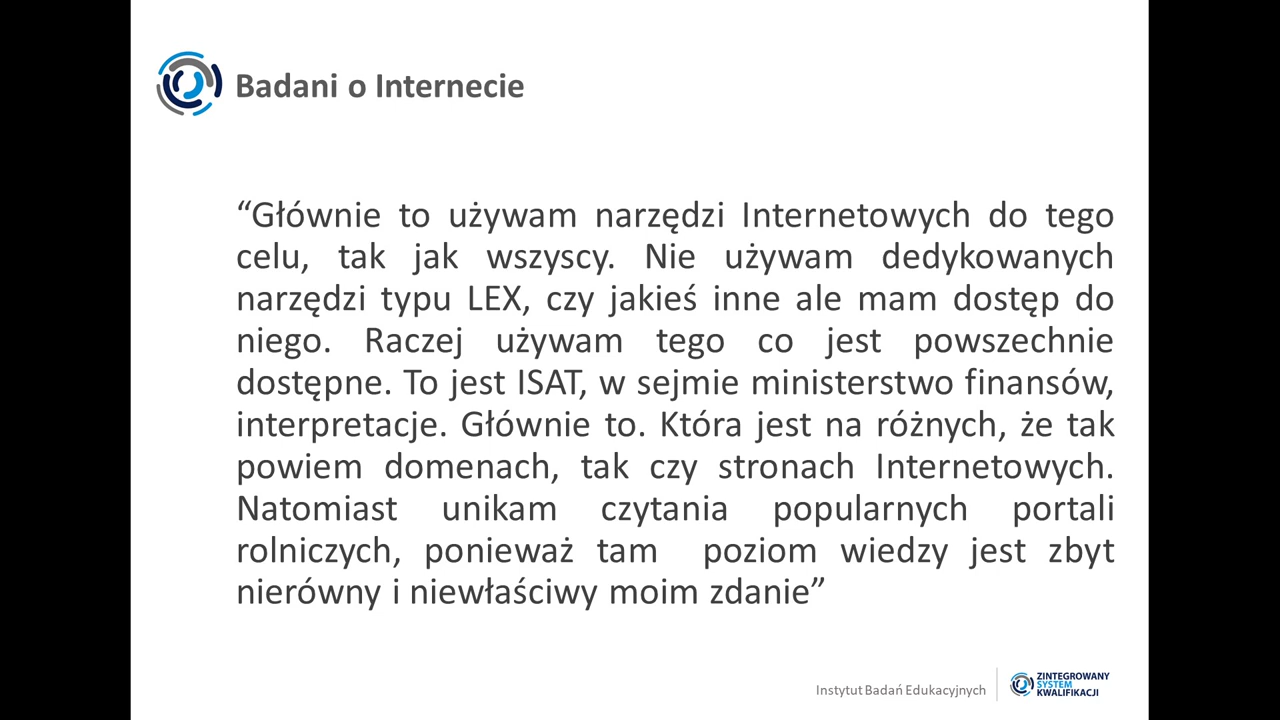 Badani o Internecie
“Głównie to używam narzędzi Internetowych do tego
celu, tak jak wszyscy. Nie używam dedykowanych
narzędzi typu LEX, czy jakieś inne ale mam dostęp do
niego. Raczej używam tego co jest powszechnie
dostępne. To jest ISAT, w sejmie ministerstwo finansów,
interpretacje. Głównie to. Która jest na różnych, że tak
powiem domenach, tak czy stronach Internetowych.
Natomiast unikam czytania popularnych portali
rolniczych, ponieważ tam  poziom wiedzy jest zbyt
nierówny i niewłaściwy moim zdanie”
Instytut Badań Edukacyjnych
ZINTEGROWANY
SYSTEM
KWALIFIKACJI